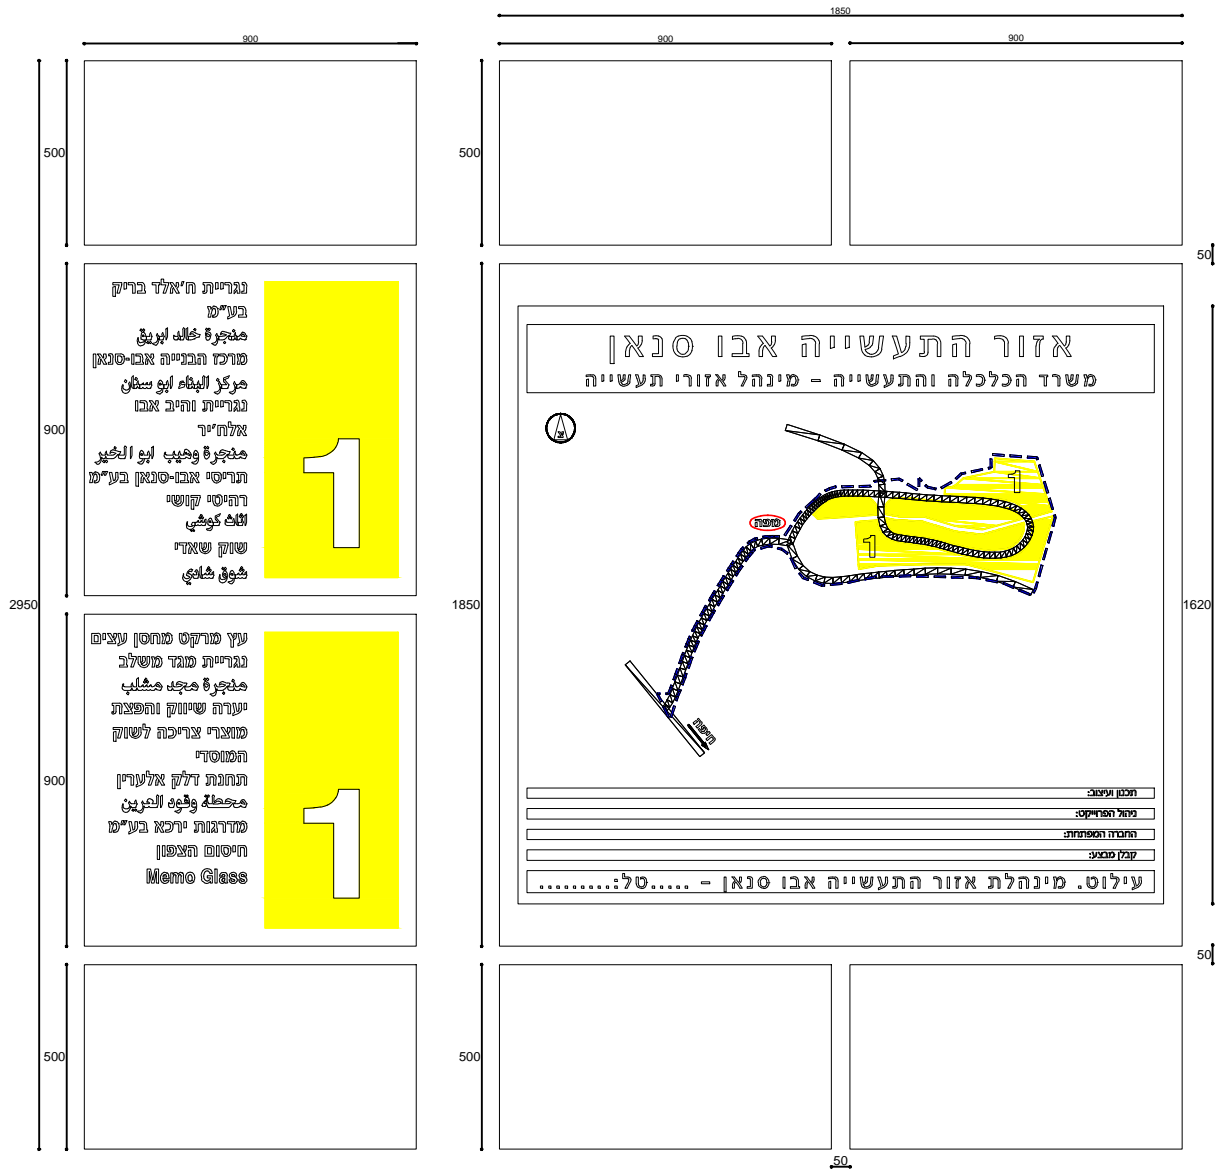 1850
900
900
900
500
500
50
נגריית ח'אלד בריק
בע"מ
منجرة خالد ابريق
מרכז הבנייה אבו-סנאן
مركز البناء ابو سنان
נגריית והיב אבו
אלח'יר
منجرة وهيب ابو الخير
תריסי אבו-סנאן בע"מ
רהיטי קושי
اثاث كوشي
שוק שאדי
شوق شادي
1
900
2950
עץ מרקט מחסן עצים
נגריית מגד משלב
منجرة مجد مشلب
יערה שיווק והפצת
מוצרי צריכה לשוק
המוסדי
תחנת דלק אלערין
محطة وقود العرين
מדרגות ירכא בע"מ
חיסום הצפון
Memo Glass
1
900
1850
אזור התעשייה אבו סנאן
משרד הכלכלה והתעשייה - מינהל אזורי תעשייה
צ
1
1
מפה
חיפה
תכנון ועיצוב:
ניהול הפרוייקט:
החברה המפתחת:
קבלן מבצע:
עילוט. מינהלת אזור התעשייה אבו סנאן - .....טל:..........
1620
50
500
500
50